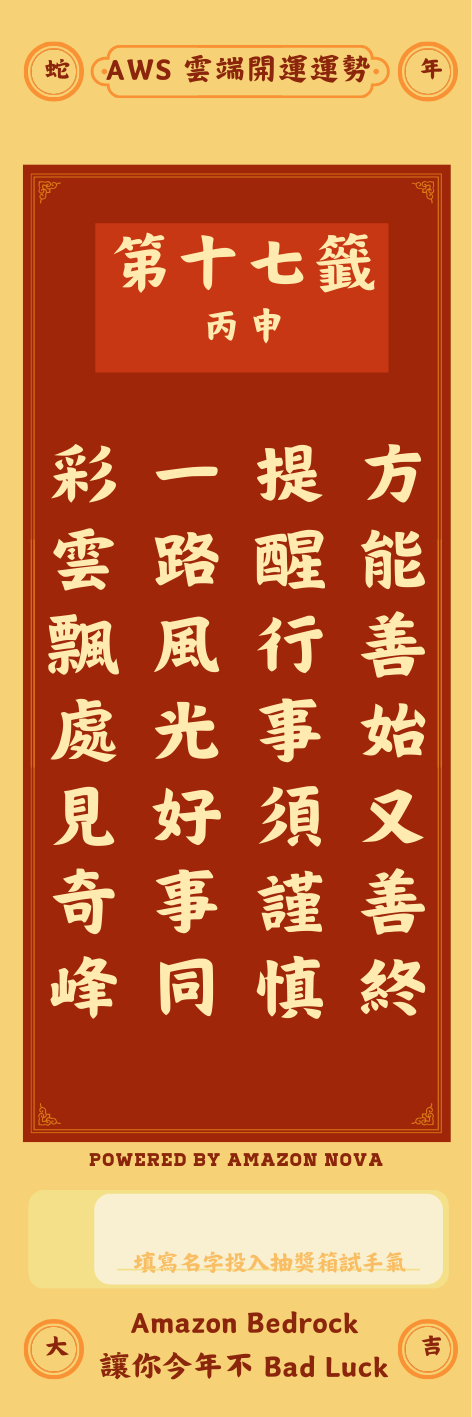 蛇
AWS 雲端開運運勢
年
第十七籤
丙申
彩雲飄處見奇峰
一路風光好事同
提醒行事須謹慎
方能善始又善終
POWERED BY AMAZON NOVA
填寫名字投入抽獎箱試手氣
大
Amazon Bedrock
讓你今年不 Bad Luck
吉